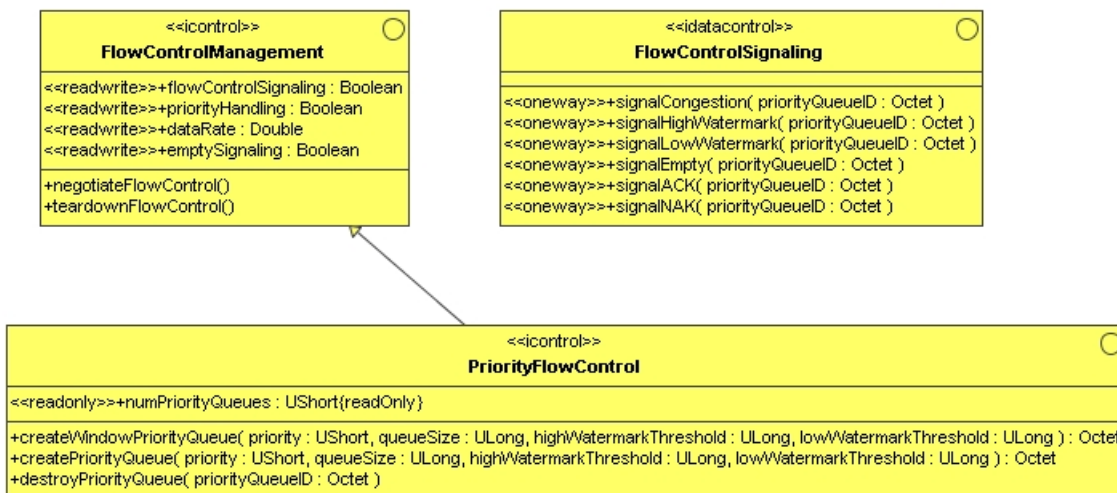 <<icontrol>>
FlowControlManagement
<<readwrite>>+flowControlSignaling : Boolean
<<readwrite>>+priorityHandling : Boolean
<<readwrite>>+dataRate : Double
<<readwrite>>+emptySignaling : Boolean
+negotiateFlowControl()
+teardownFlowControl()
<<idatacontrol>>
FlowControlSignaling
<<oneway>>+signalCongestion( priorityQueueID : Octet )
<<oneway>>+signalHighWatermark( priorityQueueID : Octet )
<<oneway>>+signalLowWatermark( priorityQueueID : Octet )
<<oneway>>+signalEmpty( priorityQueueID : Octet )
<<oneway>>+signalACK( priorityQueueID : Octet )
<<oneway>>+signalNAK( priorityQueueID : Octet )
<<icontrol>>
PriorityFlowControl
<<readonly>>+numPriorityQueues : UShort{readOnly}
+createWindowPriorityQueue( priority : UShort, queueSize : ULong, highWatermarkThreshold : ULong, lowWatermarkThreshold : ULong ) : Octet
+createPriorityQueue( priority : UShort, queueSize : ULong, highWatermarkThreshold : ULong, lowWatermarkThreshold : ULong ) : Octet
+destroyPriorityQueue( priorityQueueID : Octet )